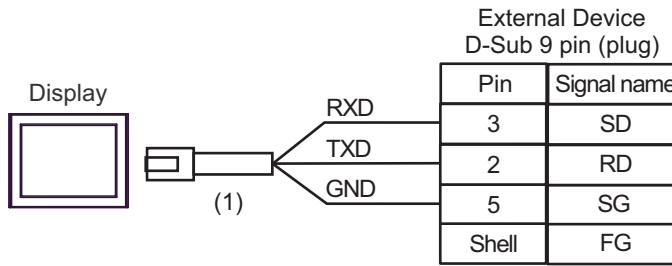 External Device
D-Sub 9 pin (plug)
Display
Pin Signal name
RXD
3 SD
TXD
2 RD
GND
5 SG
(1)
Shell FG